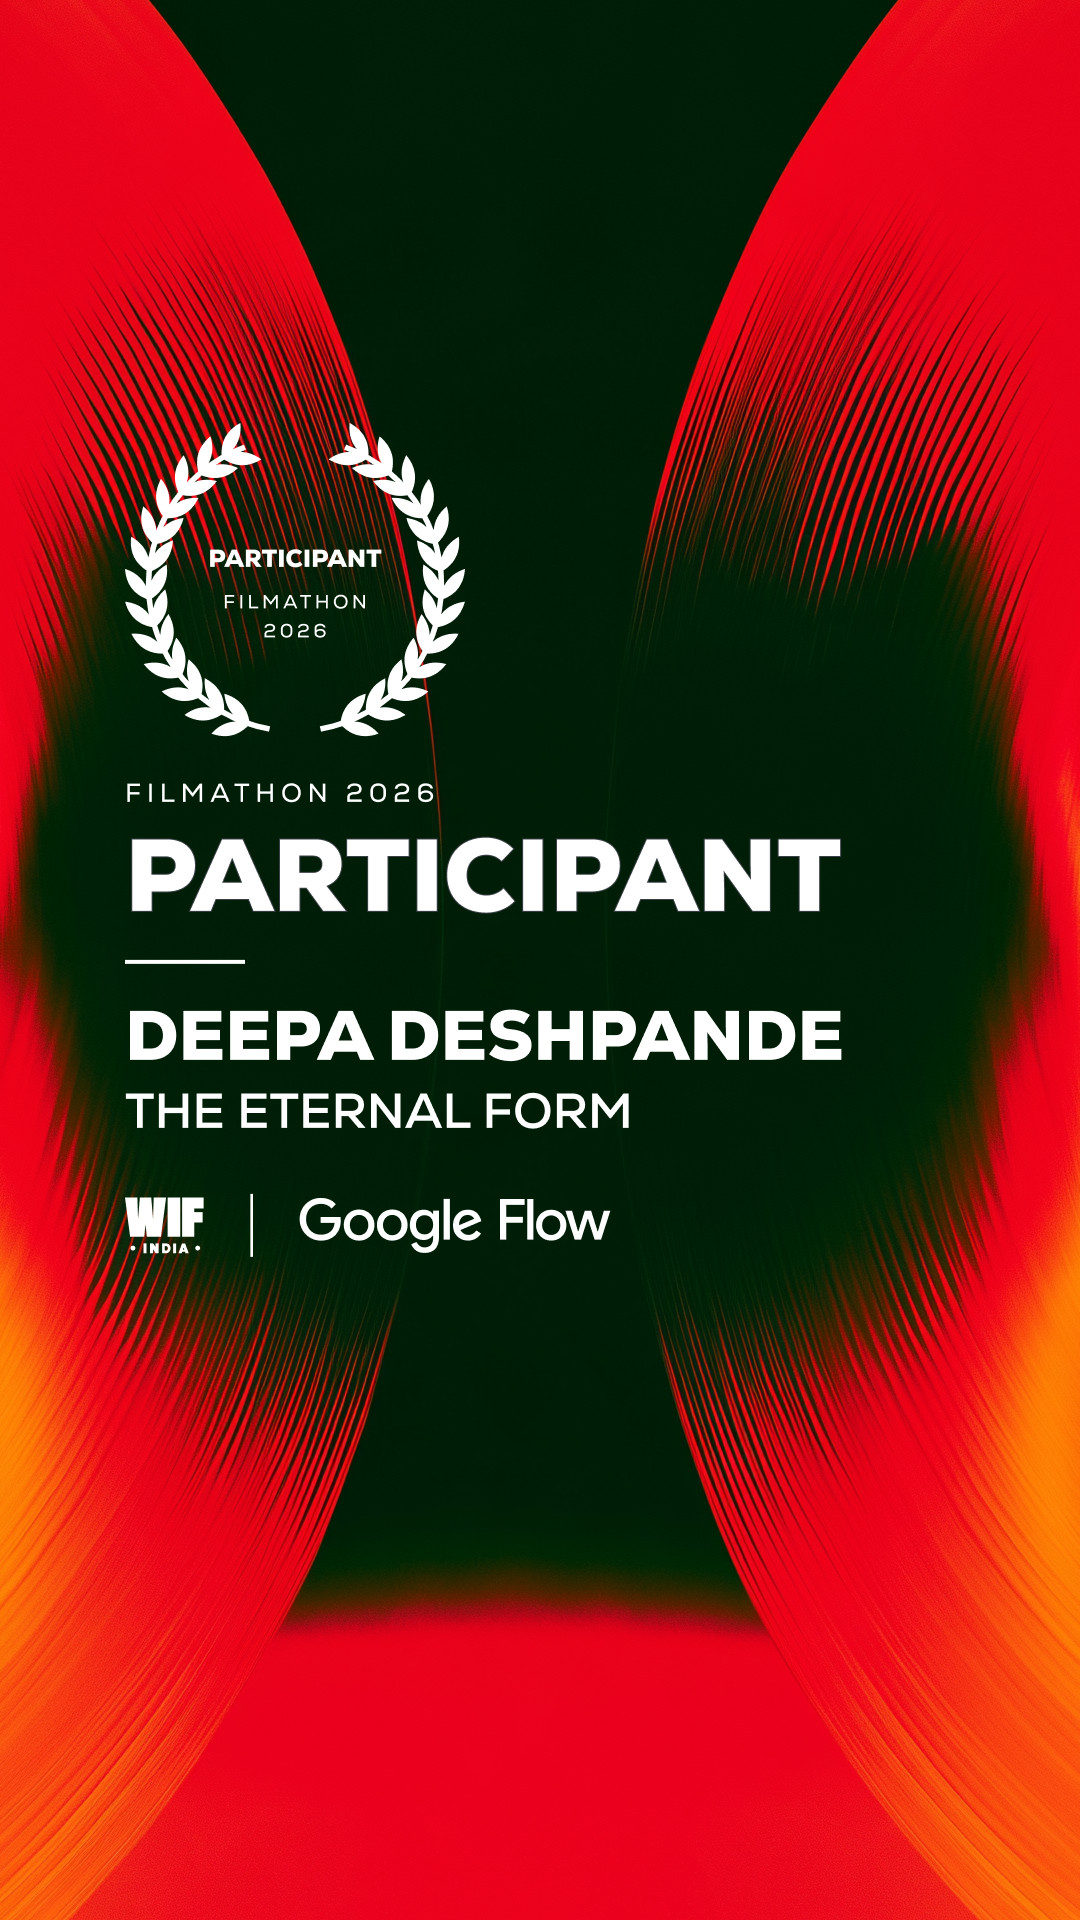 PARTICIPANT
FILMATHON
2026
FILMATHON 2026
PARTICIPANT
DEEPA DESHPANDE
THE ETERNAL FORM
WIF
• INDIA •
Google Flow